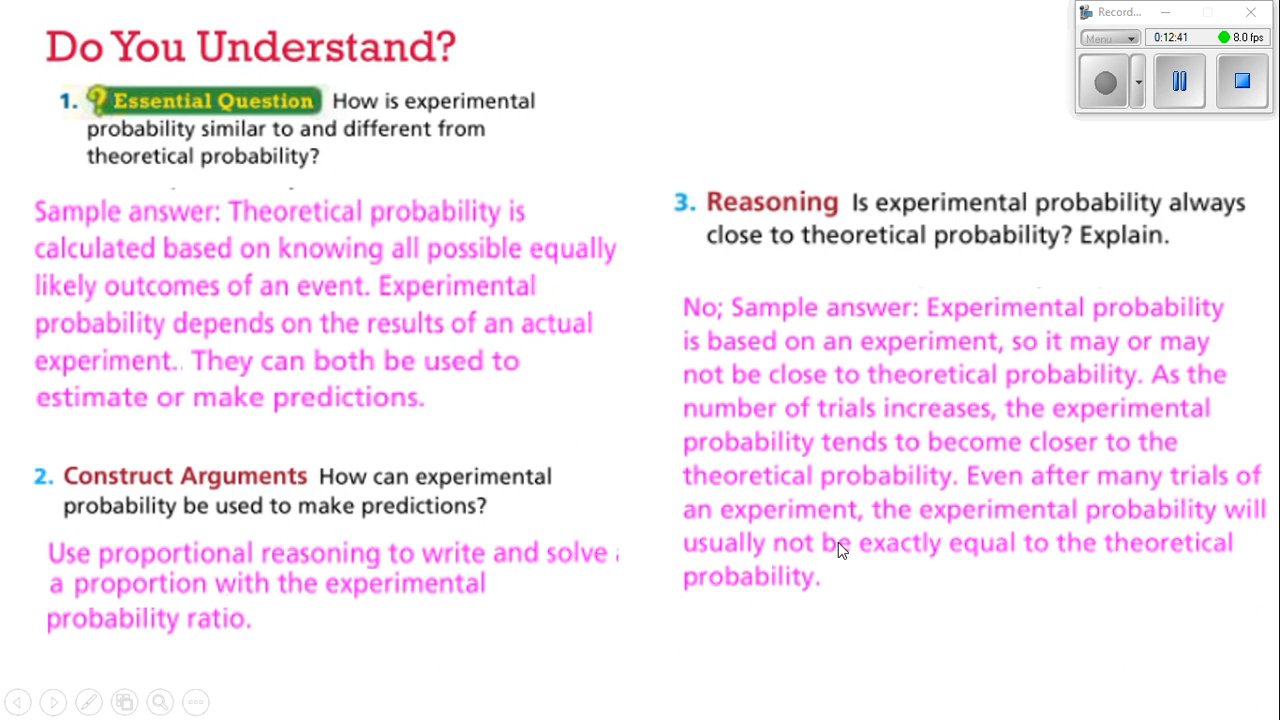 Do You Understand?
1. ? Essential Question How is experimental
probability similar to and different from
theoretical probability?
Sample answer: Theoretical probability is
calculated based on knowing all possible equally
likely outcomes of an event. Experimental
probability depends on the results of an actual
experiment. They can both be used to
estimate or make predictions.
2. Construct Arguments How can experimental
probability be used to make predictions?
Use proportional reasoning to write and solve
a proportion with the experimental
probability ratio.
Record...
Menu
0:12:41
8.0 fps
3. Reasoning Is experimental probability always
close to theoretical probability? Explain.
No; Sample answer: Experimental probability
is based on an experiment, so it may or may
not be close to theoretical probability. As the
number of trials increases, the experimental
probability tends to become closer to the
theoretical probability. Even after many trials of
an experiment, the experimental probability will
usually not be exactly equal to the theoretical
probability.